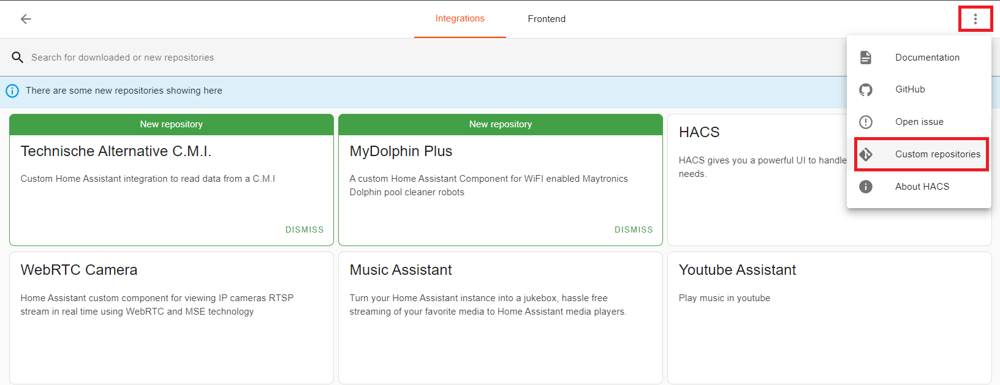 Integrations
Frontend
Search for downloaded or new repositories
There are some new repositories showing here
Documentation
GitHub
Open issue
Custom repositories
About HACS
New repository
Technische Alternative C.M.I.
Custom Home Assistant integration to read data from a C.M.I
DISMISS
New repository
MyDolphin Plus
A custom Home Assistant Component for WiFI enabled Maytronics
Dolphin pool cleaner robots
DISMISS
HACS
HACS gives you a powerful UI to handle
needs.
WebRTC Camera
Home Assistant custom component for viewing IP cameras RTSP
stream in real time using WebRTC and MSE technology
Music Assistant
Turn your Home Assistant instance into a jukebox, hassle free
streaming of your favorite media to Home Assistant media players.
Youtube Assistant
Play music in youtube